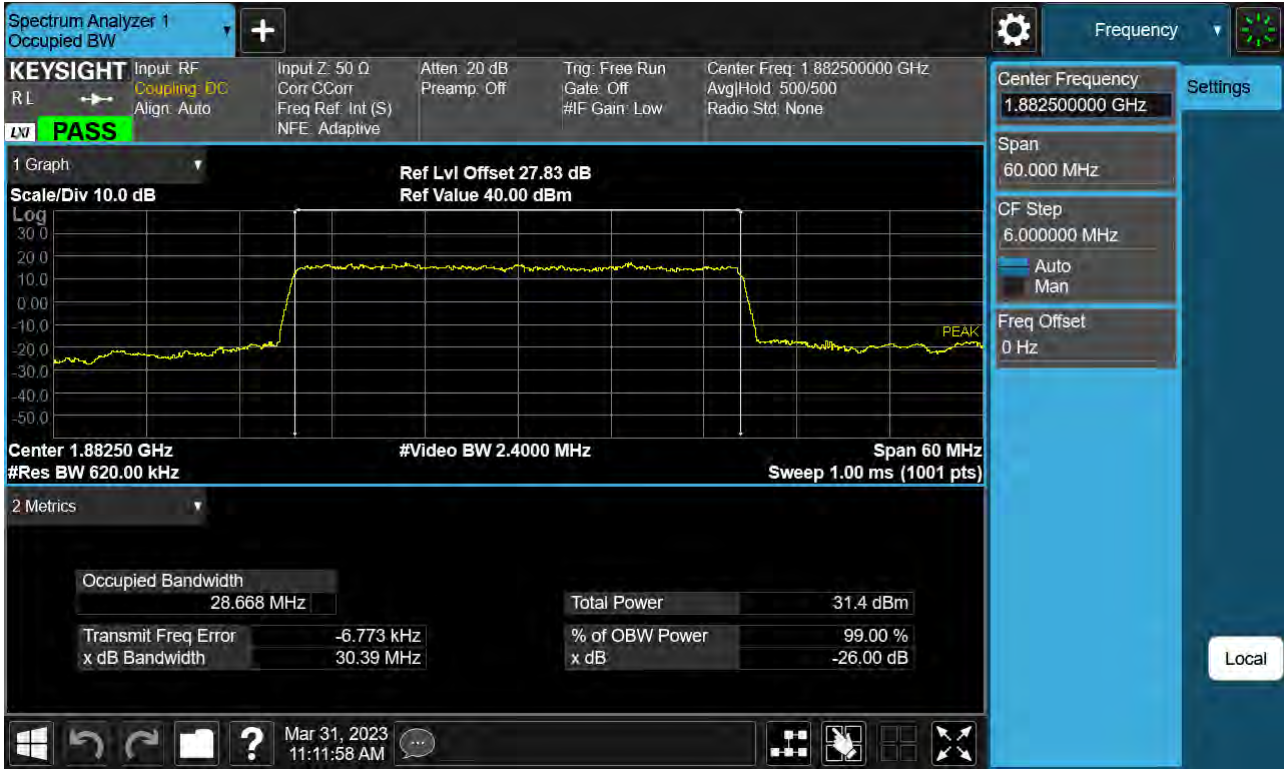 Spectrum Analyzer 1
Occupied BW
Frequency
KEYSIGHT
R L
LXI PASS
Input: RF
Coupling: DC
Align: Auto
Input Z: 50 Ω
Corr CCorr
Freq Ref: Int (S)
NFE: Adaptive
Atten: 20 dB
Preamp: Off
Trig: Free Run
Gate: Off
#IF Gain: Low
Center Freq: 1.882500000 GHz
Avg|Hold: 500/500
Radio Std: None
Center Frequency
1.882500000 GHz
Settings
Span
60.000 MHz
CF Step
6.000000 MHz
Auto
Man
Freq Offset
0 Hz
Local
1 Graph
Scale/Div 10.0 dB
Ref Lvl Offset 27.83 dB
Ref Value 40.00 dBm
Log
30.0
20.0
10.0
0.00
-10.0
-20.0
-30.0
-40.0
-50.0
PEAK
Center 1.88250 GHz
#Video BW 2.4000 MHz
Span 60 MHz
#Res BW 620.00 kHz
Sweep 1.00 ms (1001 pts)
2 Metrics
Occupied Bandwidth
28.668 MHz
Total Power 31.4 dBm
Transmit Freq Error -6.773 kHz
% of OBW Power 99.00 %
x dB Bandwidth 30.39 MHz
x dB -26.00 dB
Mar 31, 2023
11:11:58 AM